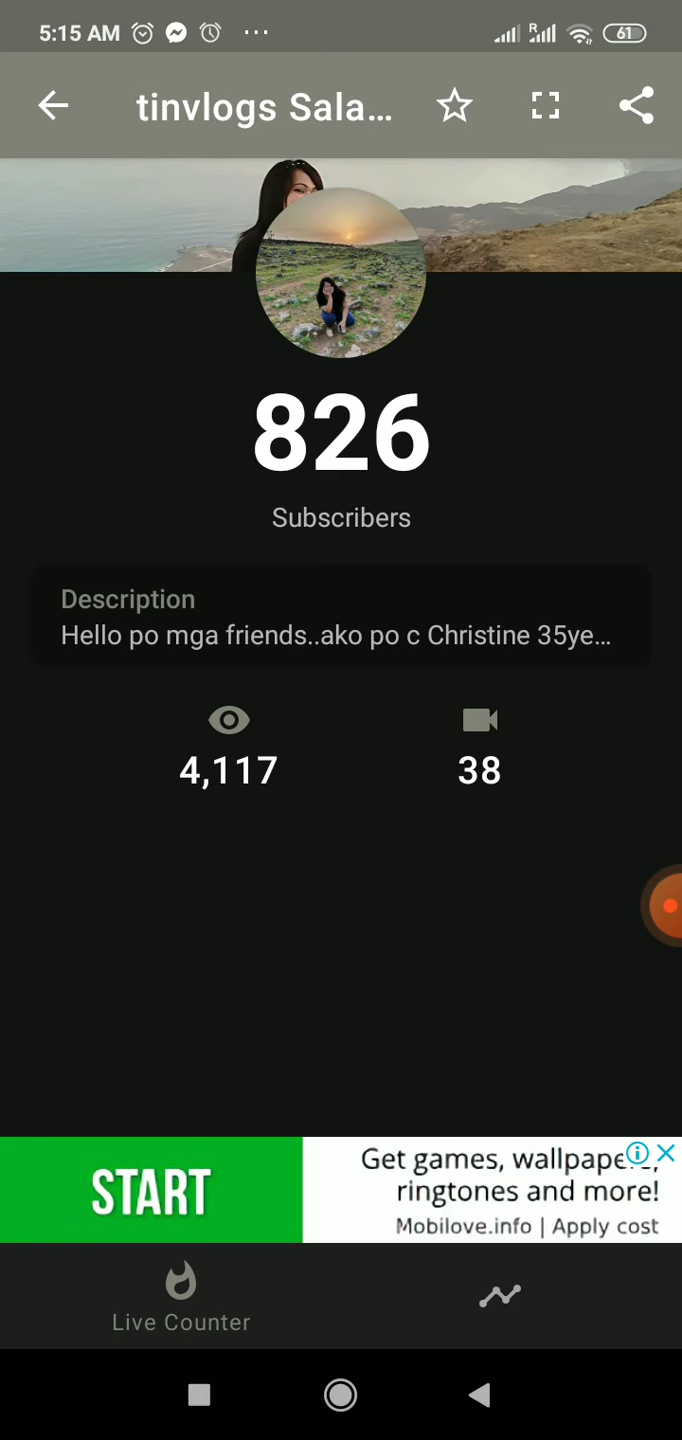 5:15 AM
R
61
tinvlogs Sala...
826
Subscribers
Description
Hello po mga friends..ako po c Christine 35ye...
4,117
38
START
Get games, wallpape
ringtones and more!
Mobilove.info | Apply cost
Live Counter